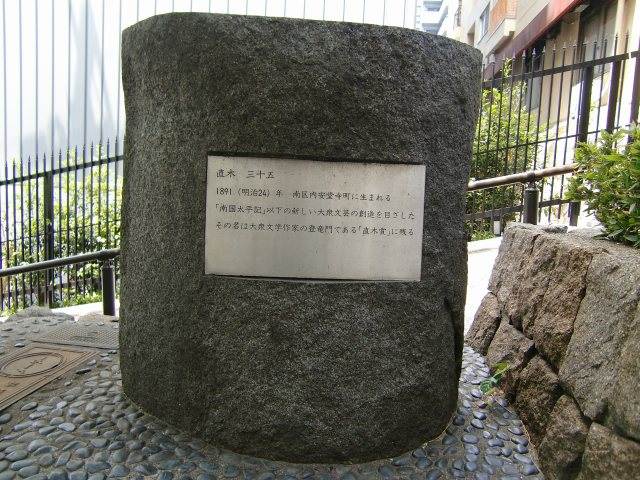 直木 三十五
1891（明治24）年 南区内安堂寺町に生まれる
「南国太平記」以下の新しい大衆文芸の創造を目ざした
その名は大衆文学作家の登竜門である「直木賞」に残る